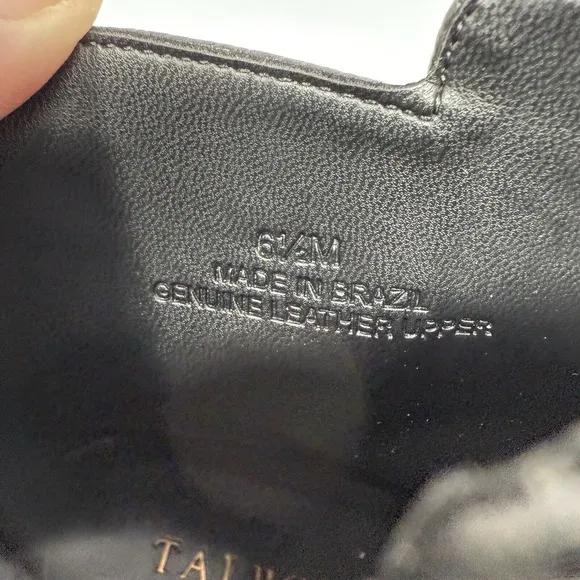 6½M
MADE IN BRAZIL
GENUINE LEATHER UPPER